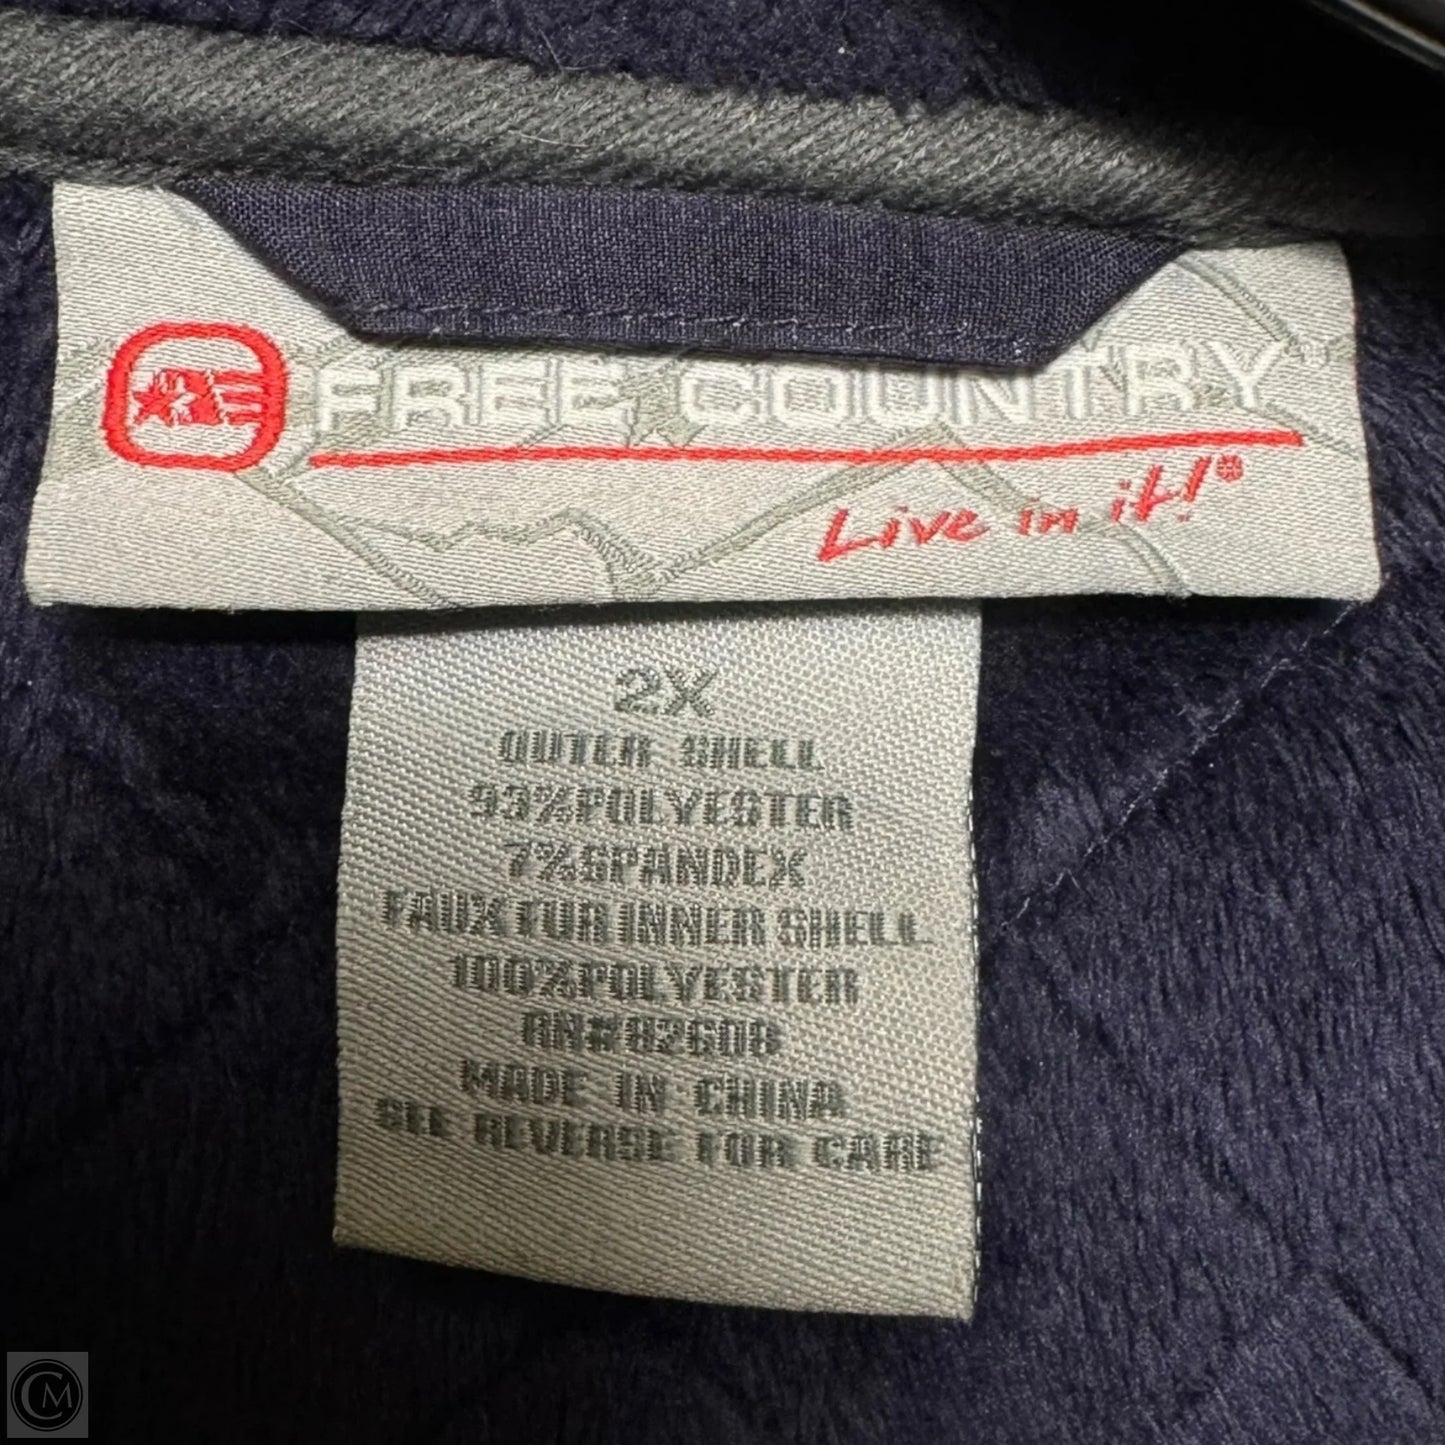 FREE COUNTRY®
Live in it!®
2X
OUTER SHELL
93%POLYESTER
7%SPANDEX
FAUX FUR INNER SHELL
100%POLYESTER
RN#82608
MADE IN CHINA
SEE REVERSE FOR CARE
CM